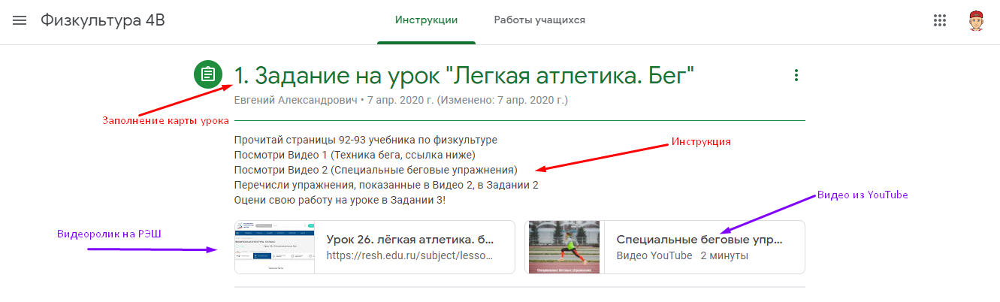 Физкультура 4В
Инструкции
Работы учащихся
1. Задание на урок "Легкая атлетика. Бег"
Евгений Александрович • 7 апр. 2020 г. (Изменено: 7 апр. 2020 г.)
Заполнение карты урока
Прочитай страницы 92-93 учебника по физкультуре
Посмотри Видео 1 (Техника бега, ссылка ниже)
Посмотри Видео 2 (Специальные беговые упражнения)
Перечисли упражнения, показанные в Видео 2, в Задании 2
Оцени свою работу на уроке в Задании 3!
Инструкция
Видео из YouTube
Видеоролик на РЭШ
Урок 26. лёгкая атлетика. б...
https://resh.edu.ru/subject/lesso...
Специальные беговые упр...
Видео YouTube 2 минуты
Специальные беговые упражнения